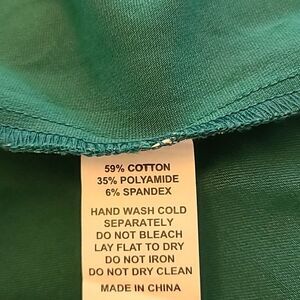 59% COTTON
35% POLYAMIDE
6% SPANDEX
HAND WASH COLD
SEPARATELY
DO NOT BLEACH
LAY FLAT TO DRY
DO NOT IRON
DO NOT DRY CLEAN
MADE IN CHINA